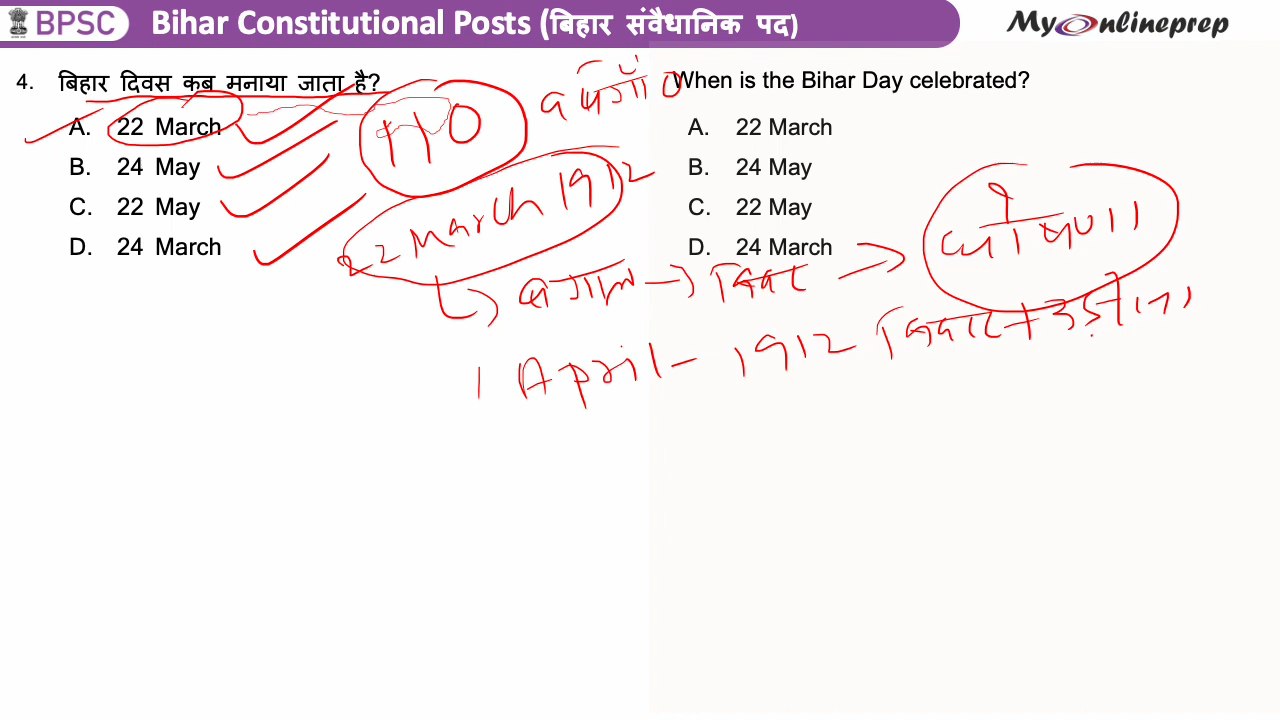 BPSC Bihar Constitutional Posts (बिहार संवैधानिक पद) MyOnlineprep
4. बिहार दिवस कब मनाया जाता है?
A. 22 March
B. 24 May
C. 22 May
D. 24 March
When is the Bihar Day celebrated?
A. 22 March
B. 24 May
C. 22 May
D. 24 March
110
22 March 1912
बंगाल → बिहार → घोषणा
1 April - 1912 बिहार + उड़ीसा